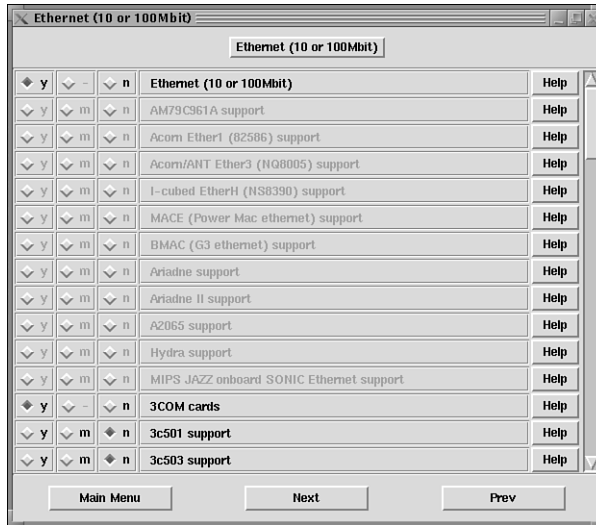 Ethernet (10 or 100Mbit)
Ethernet (10 or 100Mbit)
y - n Ethernet (10 or 100Mbit) Help
y m n AM79C961A support Help
y m n Acorn Ether1 (82586) support Help
y m n Acorn/ANT Ether3 (NQ8005) support Help
y m n I-cubed EtherH (NS8390) support Help
y m n MACE (Power Mac ethernet) support Help
y m n BMAC (G3 ethernet) support Help
y m n Ariadne support Help
y m n Ariadne II support Help
y m n A2065 support Help
y m n Hydra support Help
y m n MIPS JAZZ onboard SONIC Ethernet support Help
y - n 3COM cards Help
y m n 3c501 support Help
y m n 3c503 support Help
Main Menu Next Prev